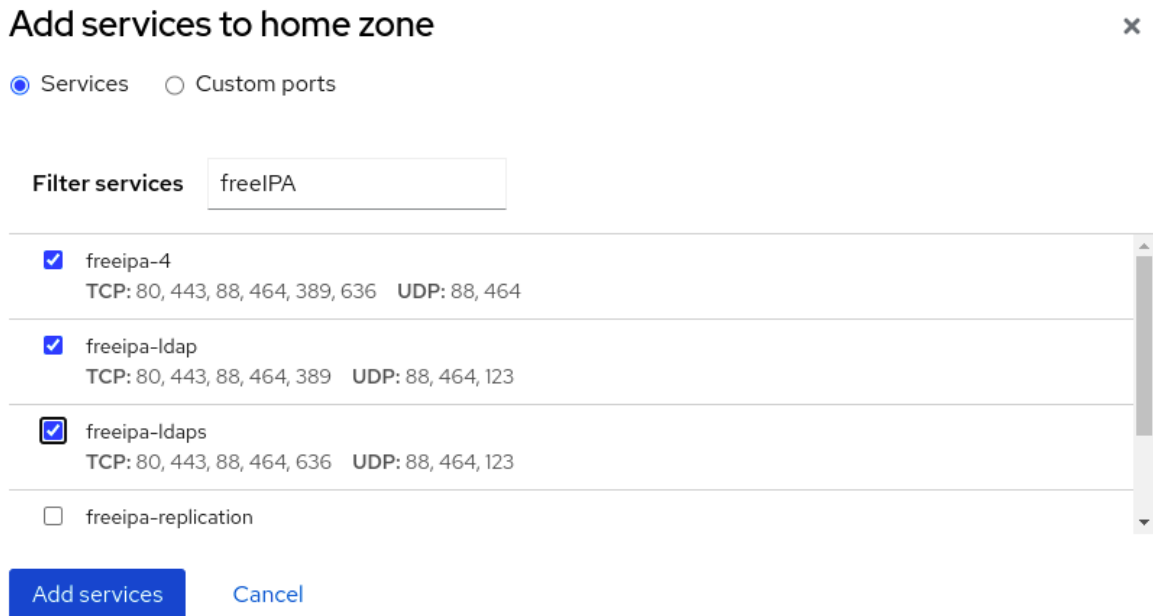 Add services to home zone
Services Custom ports
Filter services freeIPA
freeipa-4
TCP: 80, 443, 88, 464, 389, 636 UDP: 88, 464
freeipa-ldap
TCP: 80, 443, 88, 464, 389 UDP: 88, 464, 123
freeipa-ldaps
TCP: 80, 443, 88, 464, 636 UDP: 88, 464, 123
freeipa-replication
Add services Cancel